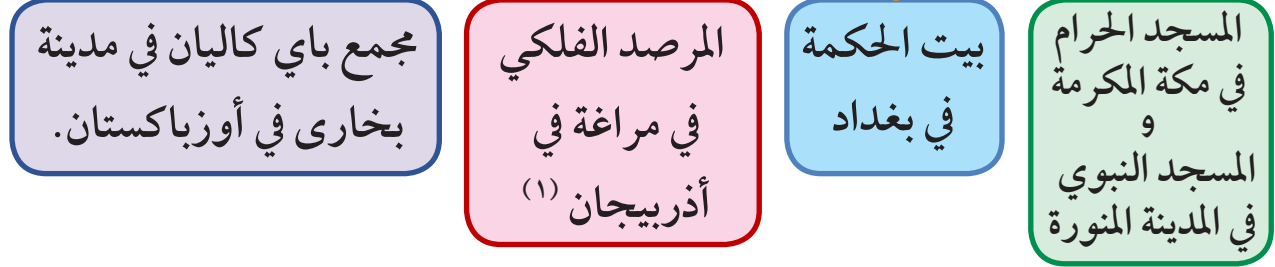 المسجد الحرام
في مكة المكرمة
و
المسجد النبوي
في المدينة المنورة
بيت الحكمة
في بغداد
المرصد الفلكي
في مراغة في
أذربيجان (١)
مجمع باي كاليان في مدينة
بخارى في أوزباكستان.